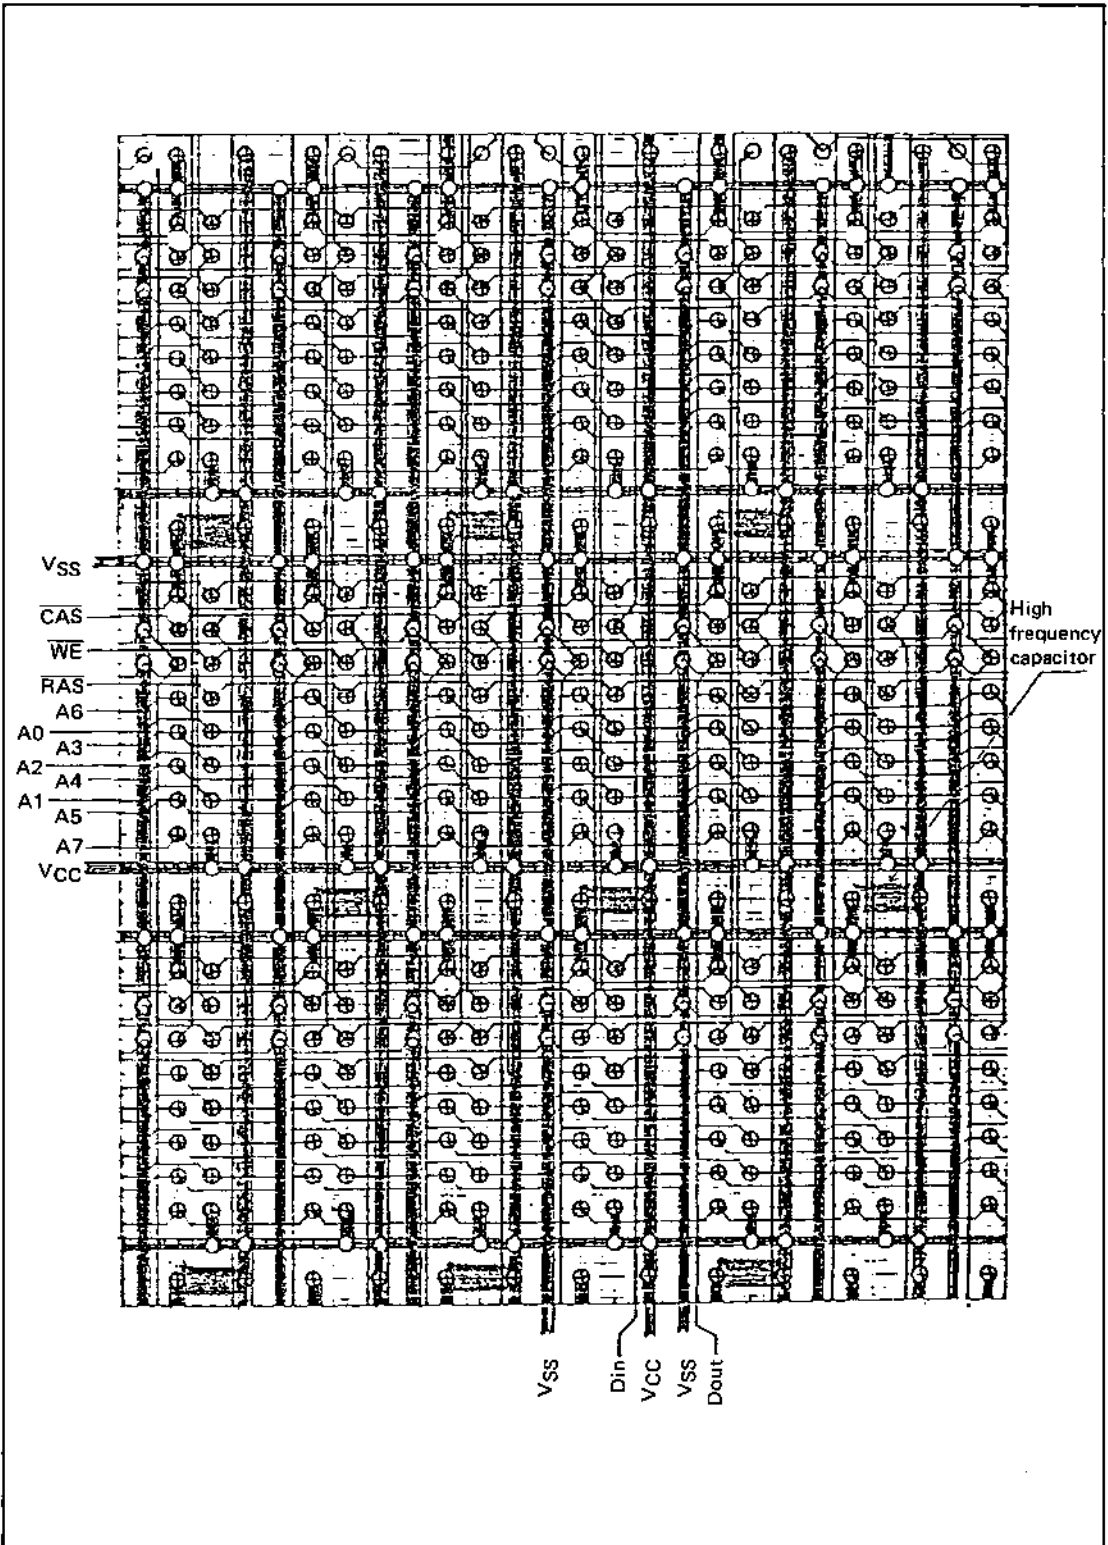 VSS
CAS
WE
RAS
A6
A0
A3
A2
A4
A1
A5
A7
VCC
High
frequency
capacitor
VSS
Din
VCC
VSS
Dout